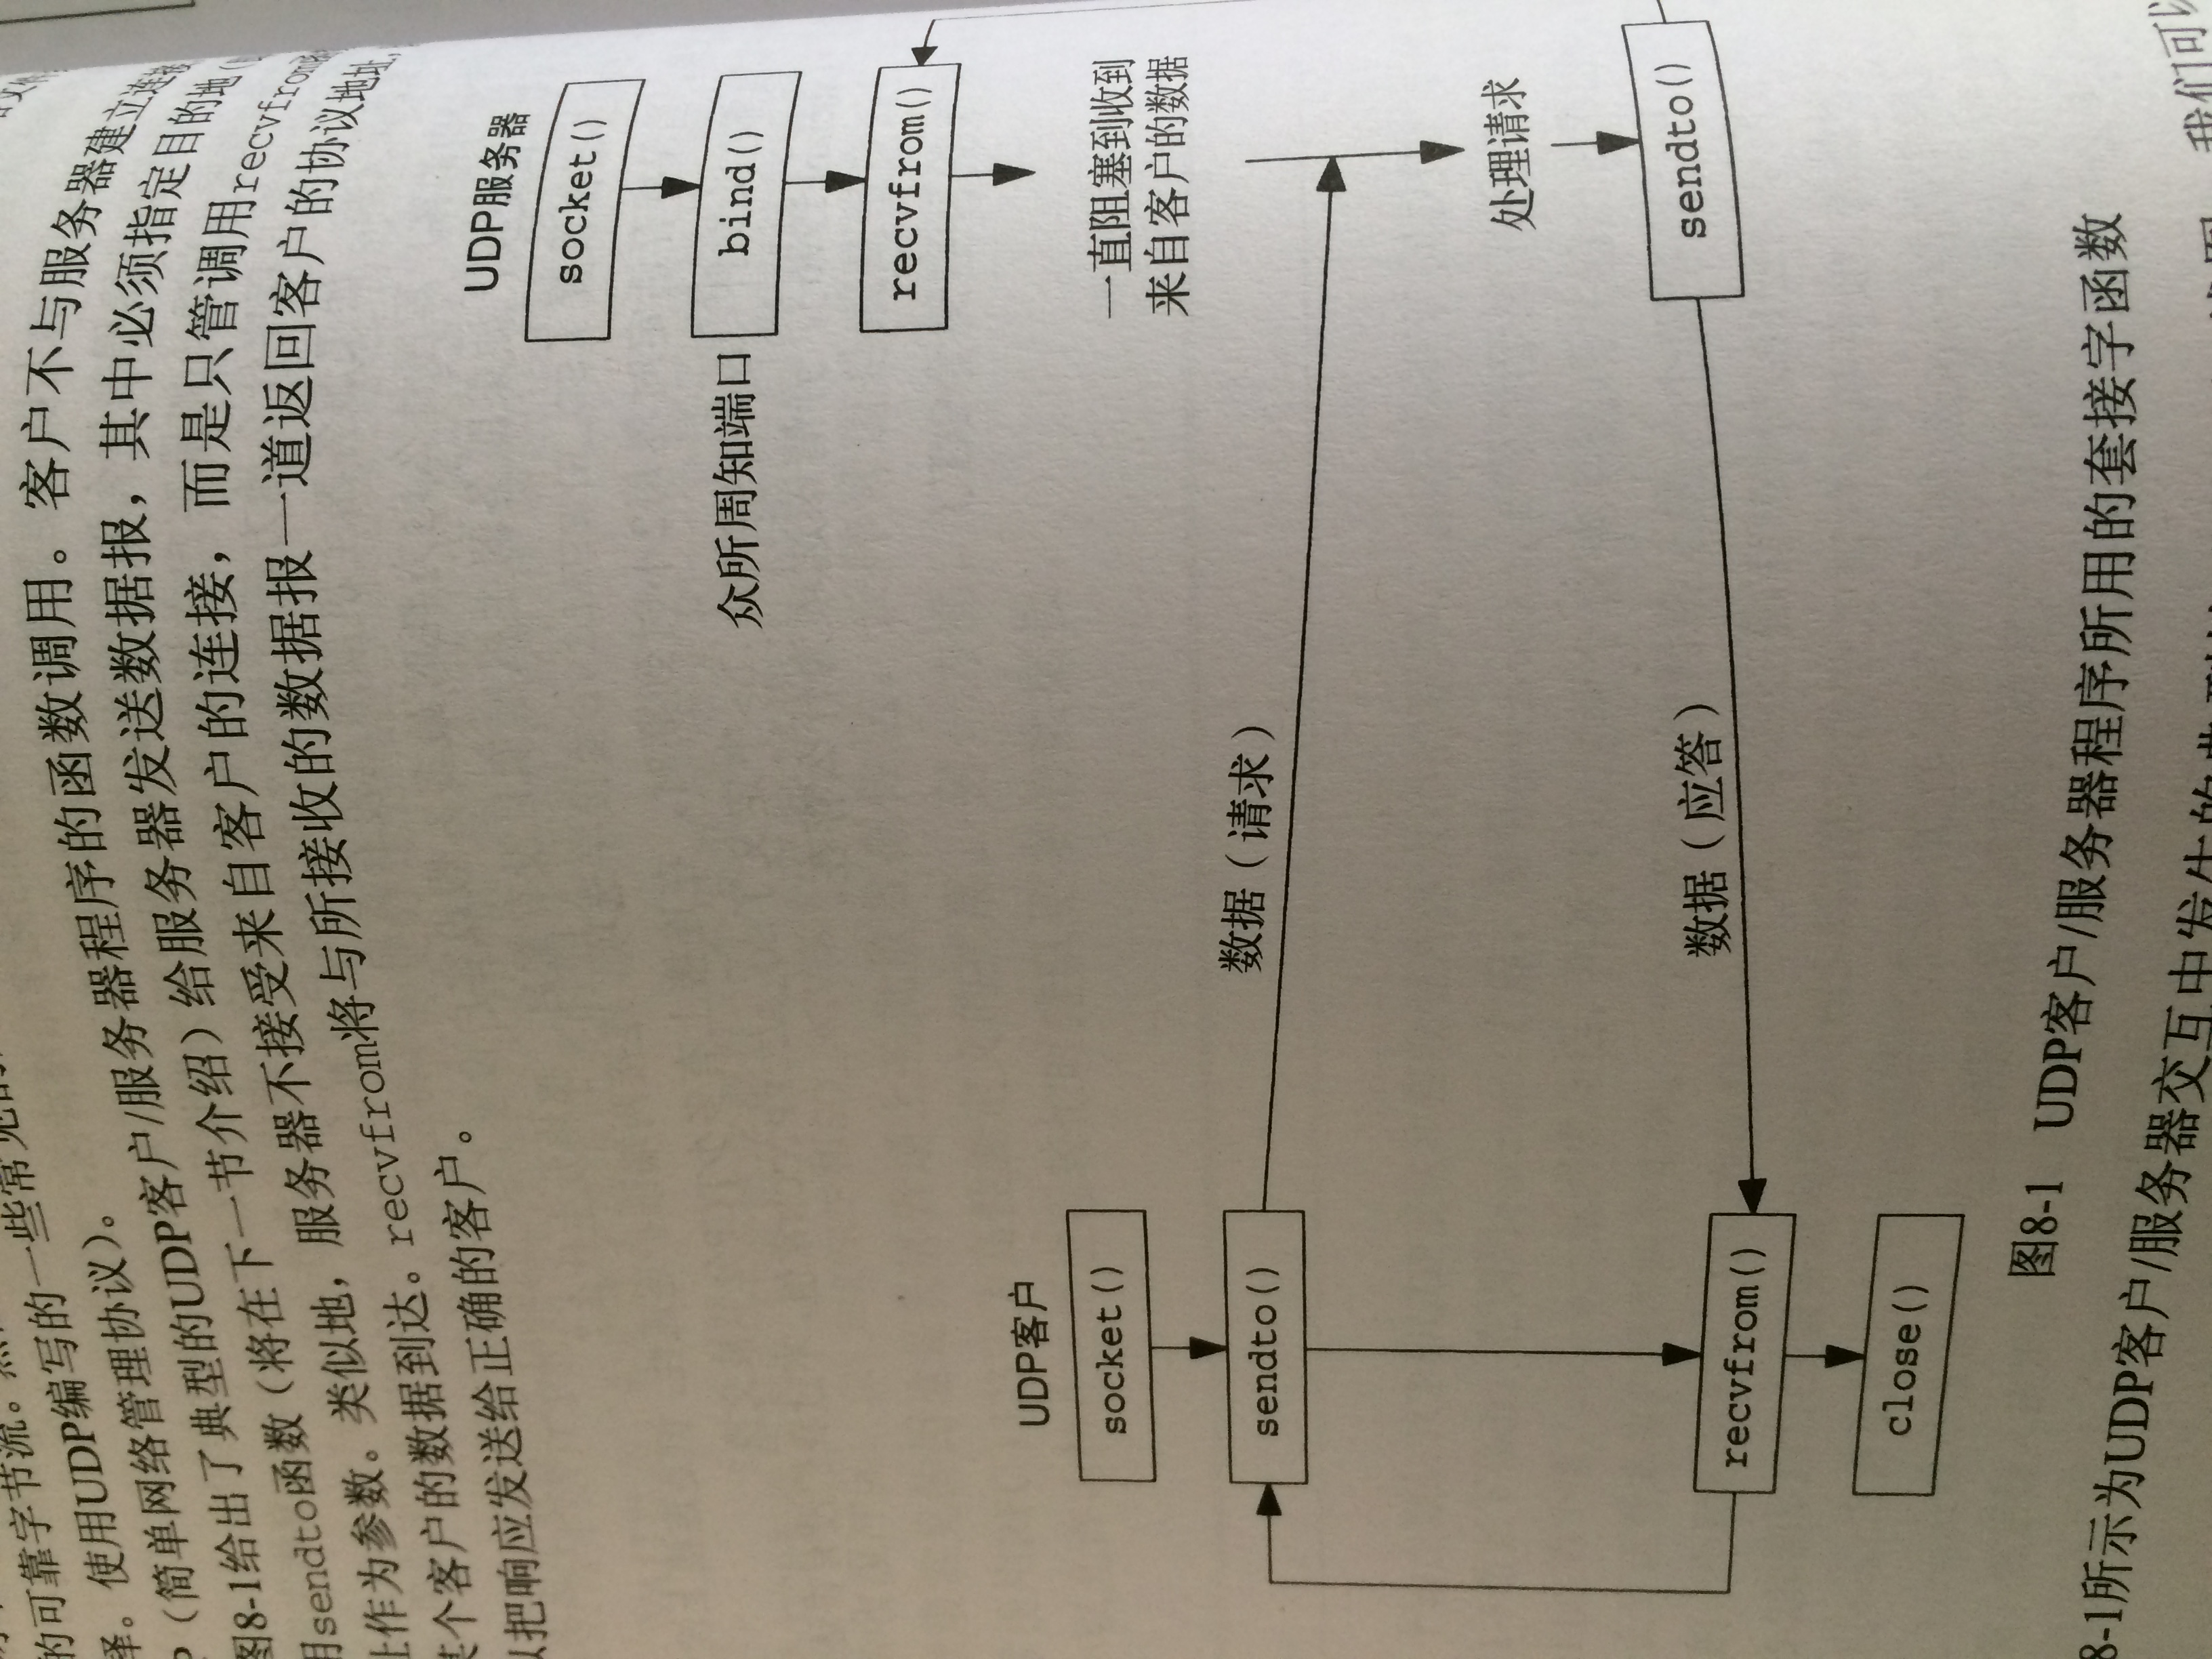 的可靠字节流。
择。使用UDP编写的一些常见的
P（简单网络管理协议）。
图8-1给出了典型的UDP客户/服务器程序的函数调用。客户不与服务器建立连接
用sendto函数（将在下一节介绍）给服务器发送数据报，其中必须指定目的地（
址作为参数。类似地，服务器不接受来自客户的连接，而是只管调用recvfrom
某个客户的数据到达。recvfrom将与所接收的数据报一道返回客户的协议地址，
以把响应发送给正确的客户。
UDP服务器
socket()
众所周知端口
bind()
recvfrom()
UDP客户
socket()
一直阻塞到收到
来自客户的数据
sendto()
数据（请求）
处理请求
sendto()
数据（应答）
recvfrom()
close()
图8-1 UDP客户/服务器程序所用的套接字函数
8-1所示为UDP客户/服务器交互中发生的典型 我们可以